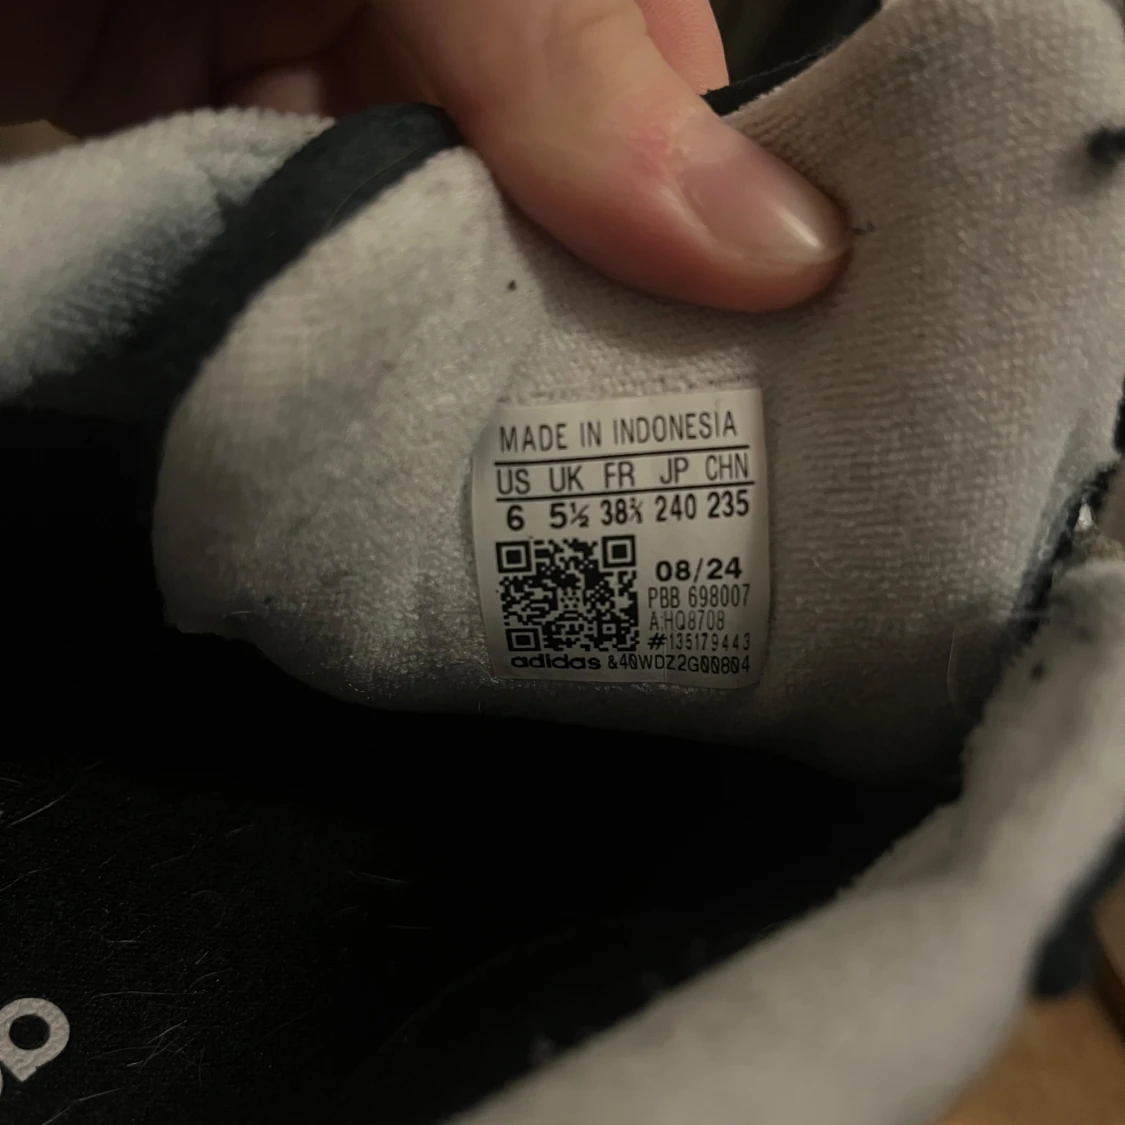 MADE IN INDONESIA
US UK FR JP CHN
6 5½ 38⅔ 240 235
08/24
PBB 698007
A:HQ8708
#135179443
adidas &40WDZ2G00804